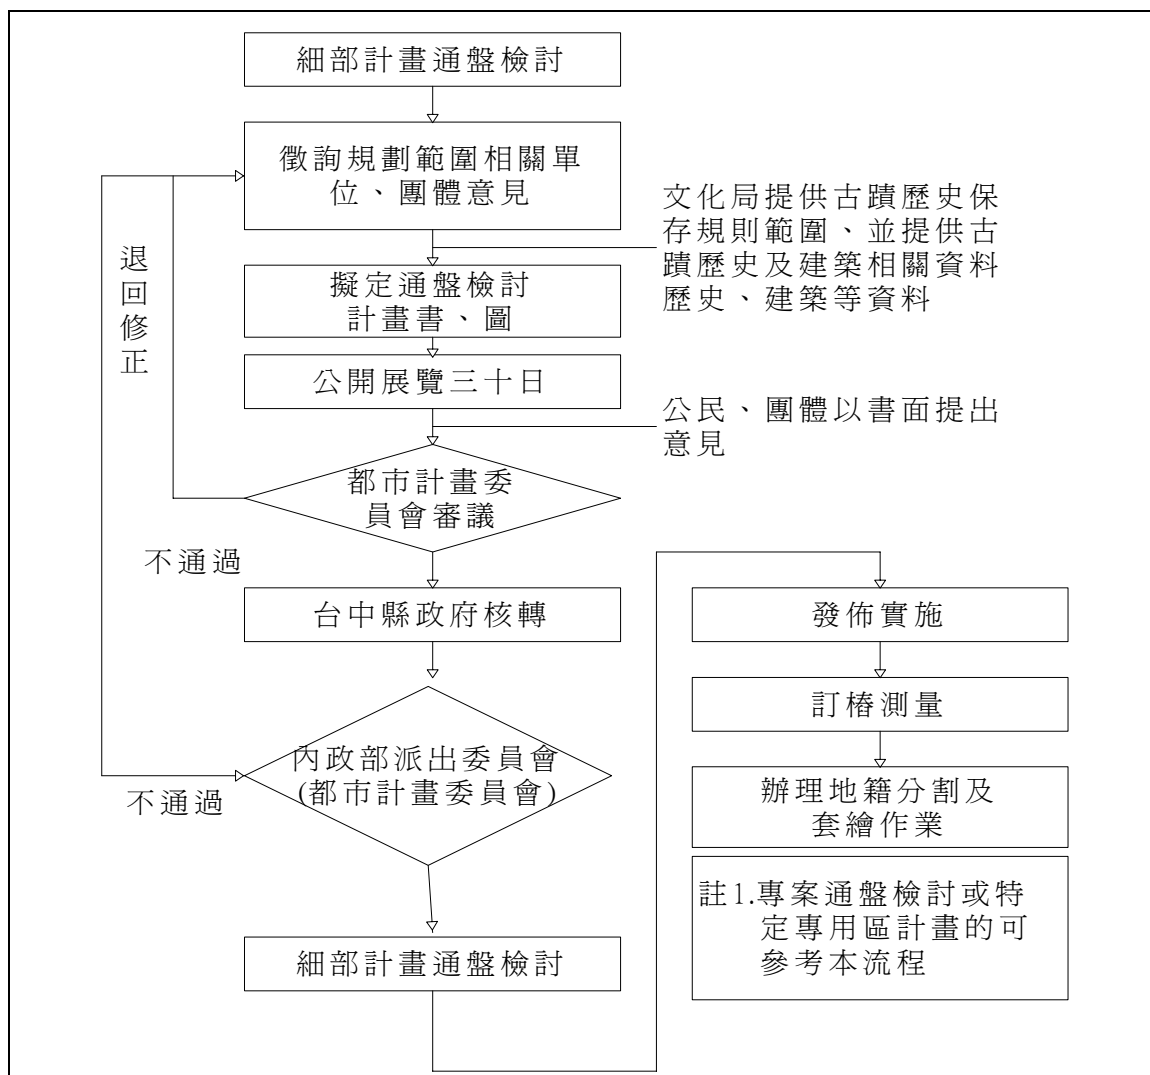 細部計畫通盤檢討
徵詢規劃範圍相關單
位、團體意見
文化局提供古蹟歷史保
存規則範圍、並提供古
蹟歷史及建築相關資料
歷史、建築等資料
退
回
修
正
擬定通盤檢討
計畫書、圖
公開展覽三十日
公民、團體以書面提出
意見
都市計畫委
員會審議
不通過
台中縣政府核轉
內政部派出委員會
(都市計畫委員會)
不通過
細部計畫通盤檢討
發佈實施
訂樁測量
辦理地籍分割及
套繪作業
註1.專案通盤檢討或特
定專用區計畫的可
參考本流程